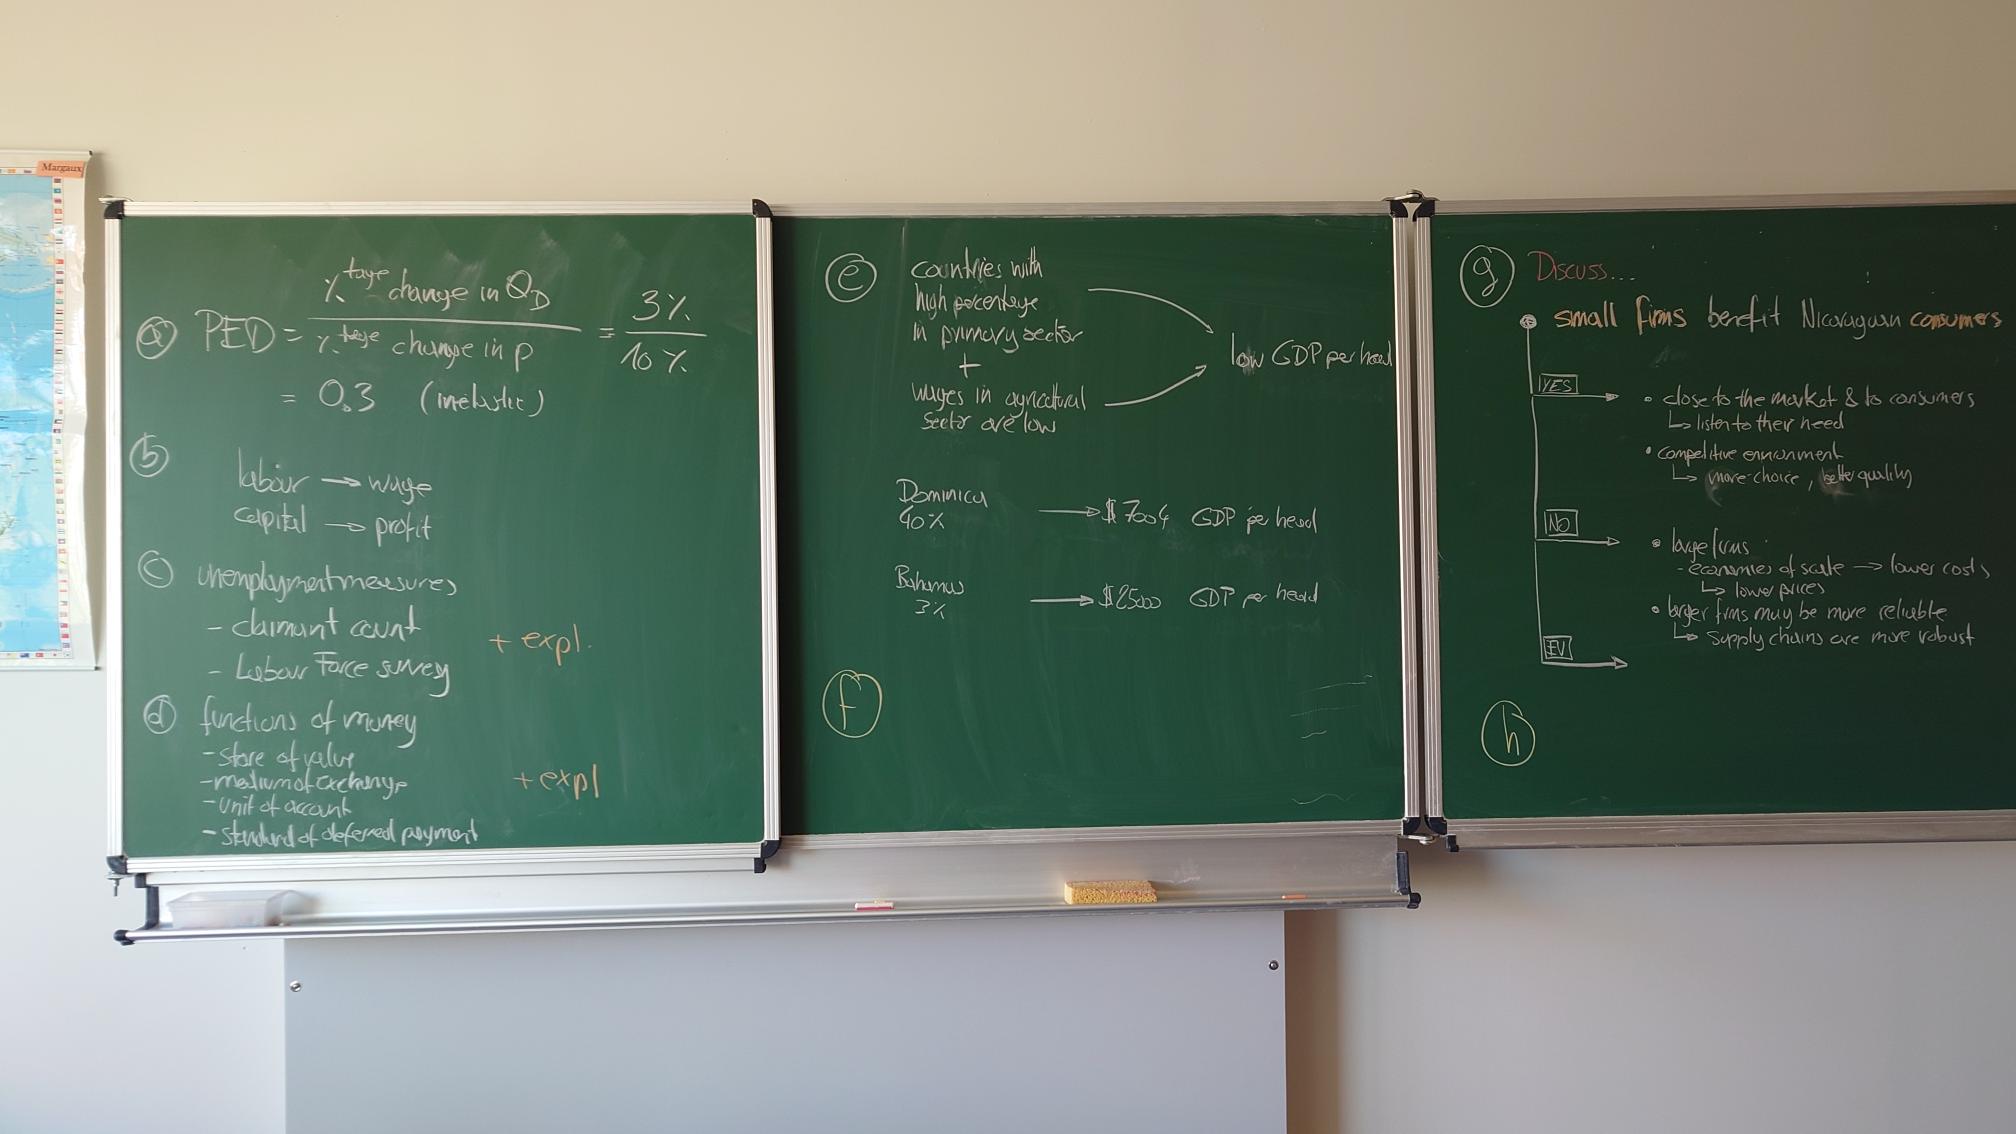 Margaux
a PED = %tage change in QD / %tage change in p = 3% / 10%
= 0.3 (inelastic)
b
labour → wage
capital → profit
c unemployment measures
- claimant count
- Labour Force survey
+ expl.
d functions of money
- store of value
- medium of exchange
- unit of account
- standard of deferred payment
+ expl
e countries with
high percentage
in primary sector
+
wages in agricultural
sector are low
low GDP per head
Dominica
40%
→ $7004 GDP per head
Bahamas
3%
→ $25000 GDP per head
f
g Discuss...
small firms benefit Nicaraguan consumers
YES
• close to the market & to consumers
↳ listen to their need
• competitive environment
↳ more choice, better quality
NO
• large firms
- economies of scale → lower costs
↳ lower prices
• larger firms may be more reliable
↳ supply chains are more robust
EV
h